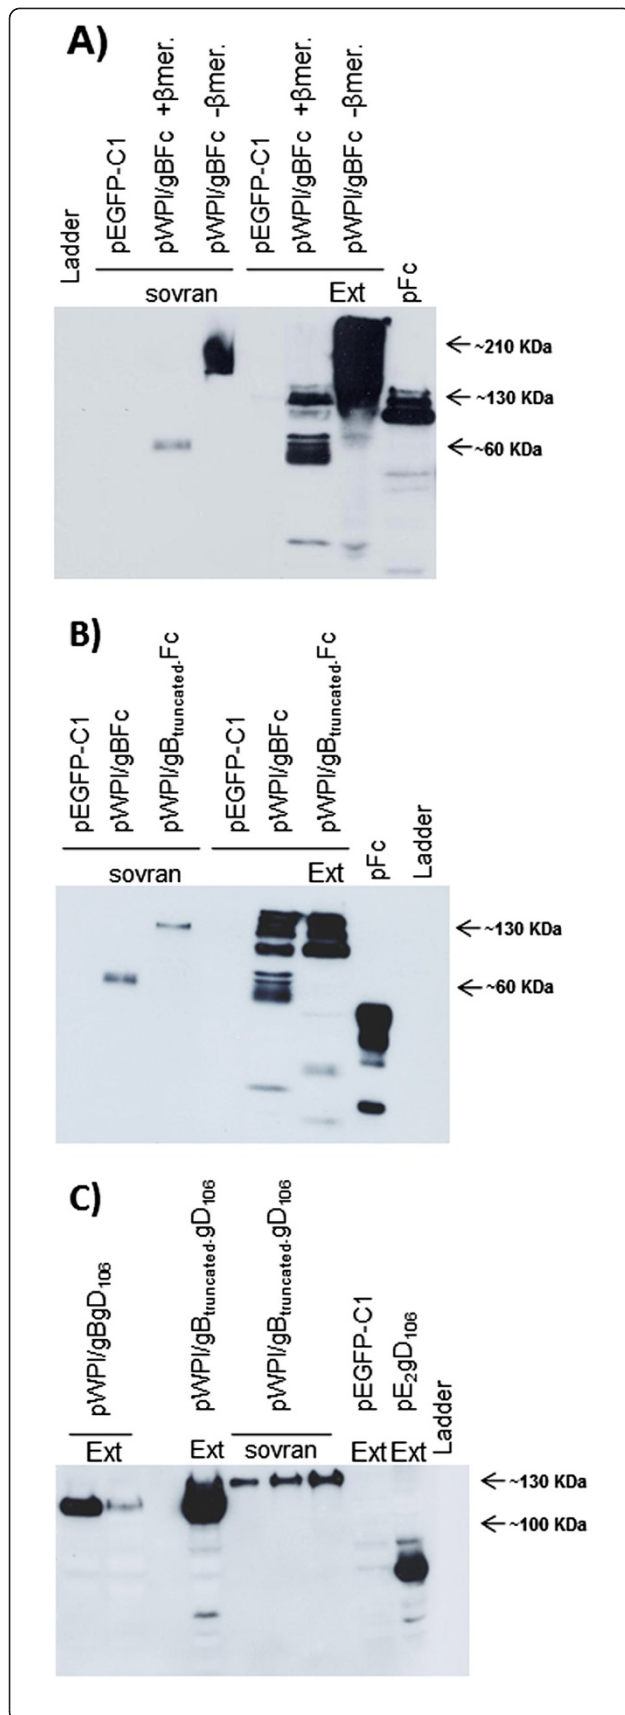 A)
Ladder
pEGFP-C1
pWPI/gBFc +βmer.
pWPI/gBFc -βmer.
pEGFP-C1
pWPI/gBFc +βmer.
pWPI/gBFc -βmer.
pFc
sovran
Ext
←~210 KDa
←~130 KDa
←~60 KDa
B)
pEGFP-C1
pWPI/gBFc
pWPI/gBtruncated-Fc
pEGFP-C1
pWPI/gBFc
pWPI/gBtruncated-Fc
pFc
Ladder
sovran
Ext
←~130 KDa
←~60 KDa
C)
pWPI/gBgD106
pWPI/gBtruncated-gD106
pWPI/gBtruncated-gD106
pEGFP-C1
pE2gD106
Ladder
Ext
Ext
sovran
Ext
Ext
←~130 KDa
←~100 KDa